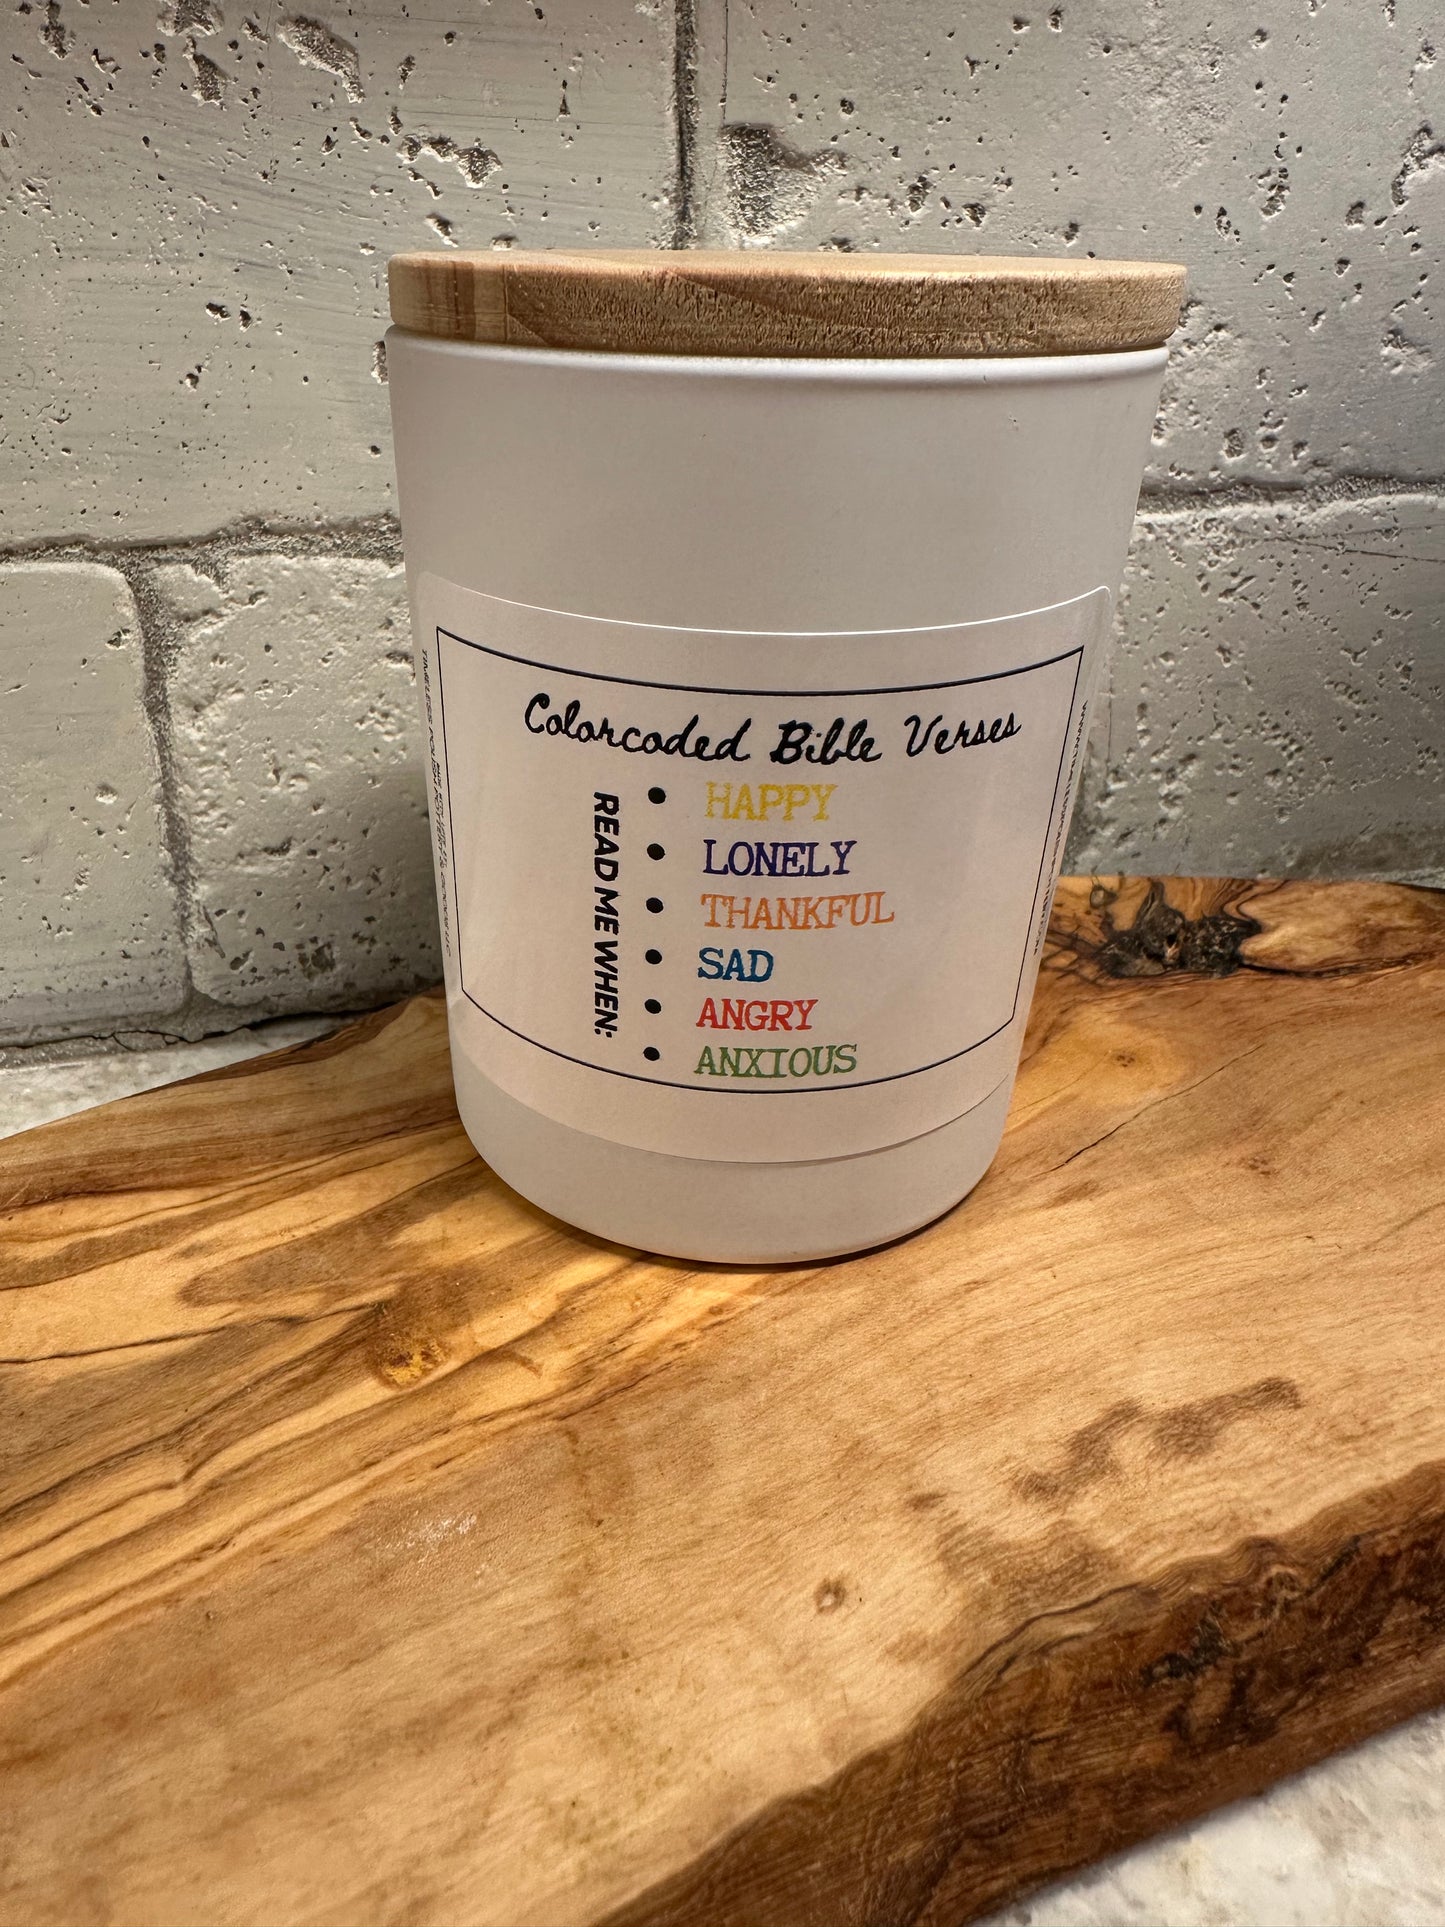 Colorcoded Bible Verses
READ ME WHEN:
• HAPPY
• LONELY
• THANKFUL
• SAD
• ANGRY
• ANXIOUS